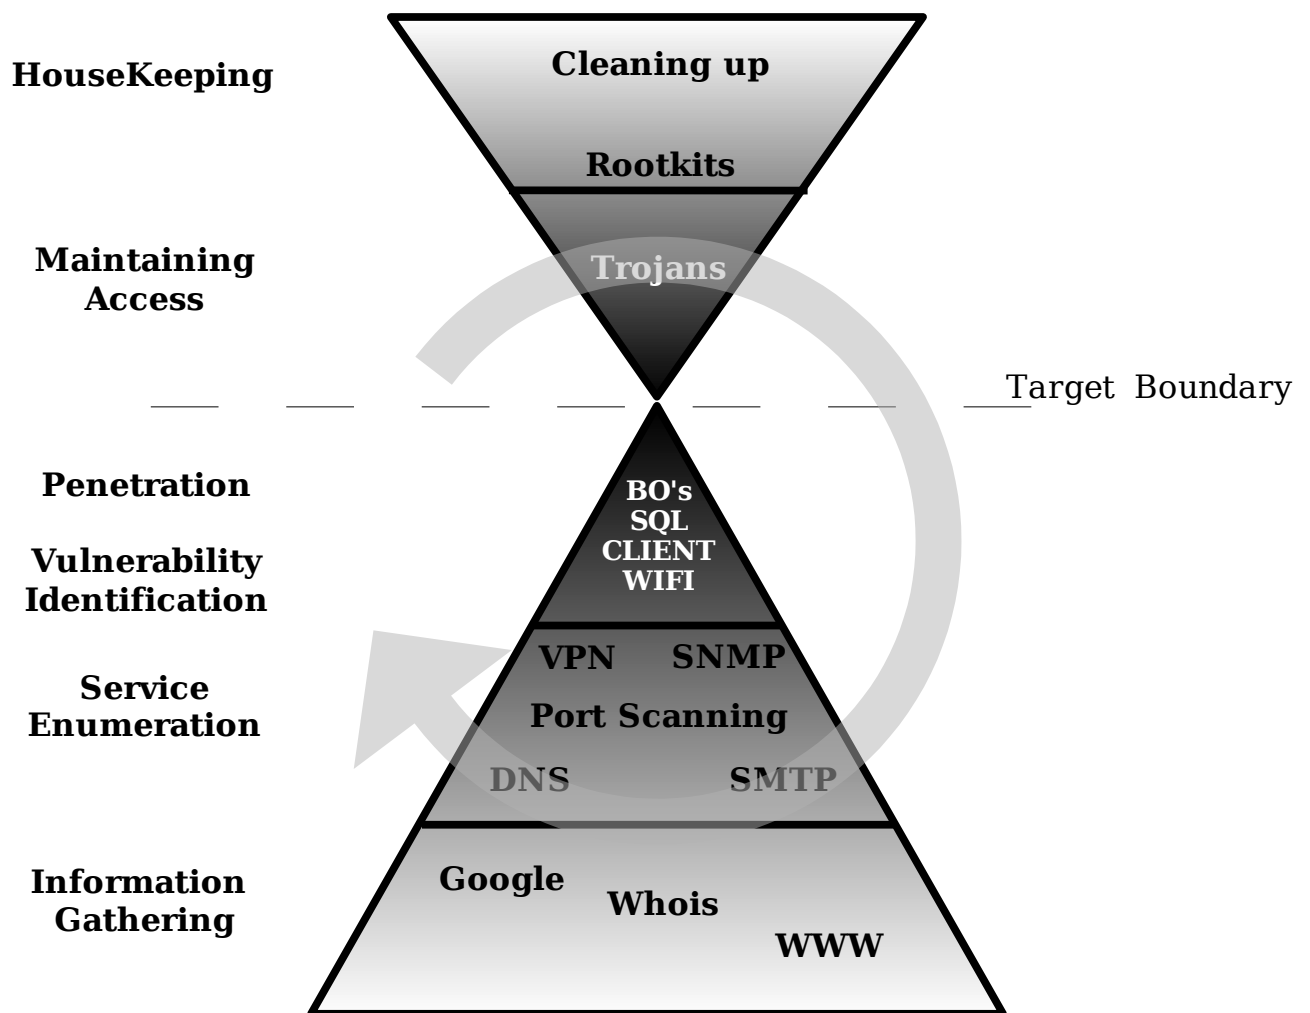 Cleaning up
HouseKeeping
Rootkits
Maintaining
Access
Trojans
Target Boundary
Penetration
BO's
SQL
CLIENT
WIFI
Vulnerability
Identification
VPN SNMP
Service
Enumeration
Port Scanning
DNS SMTP
Information
Gathering
Google
Whois
WWW